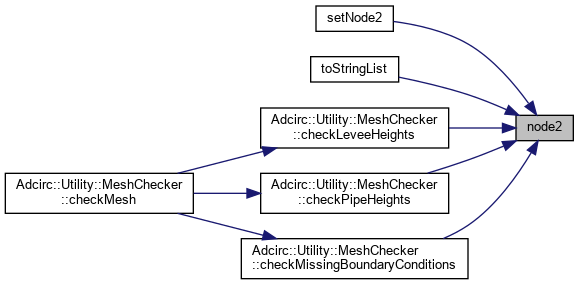 setNode2
toStringList
node2
Adcirc::Utility::MeshChecker
::checkLeveeHeights
Adcirc::Utility::MeshChecker
::checkMesh
Adcirc::Utility::MeshChecker
::checkPipeHeights
Adcirc::Utility::MeshChecker
::checkMissingBoundaryConditions